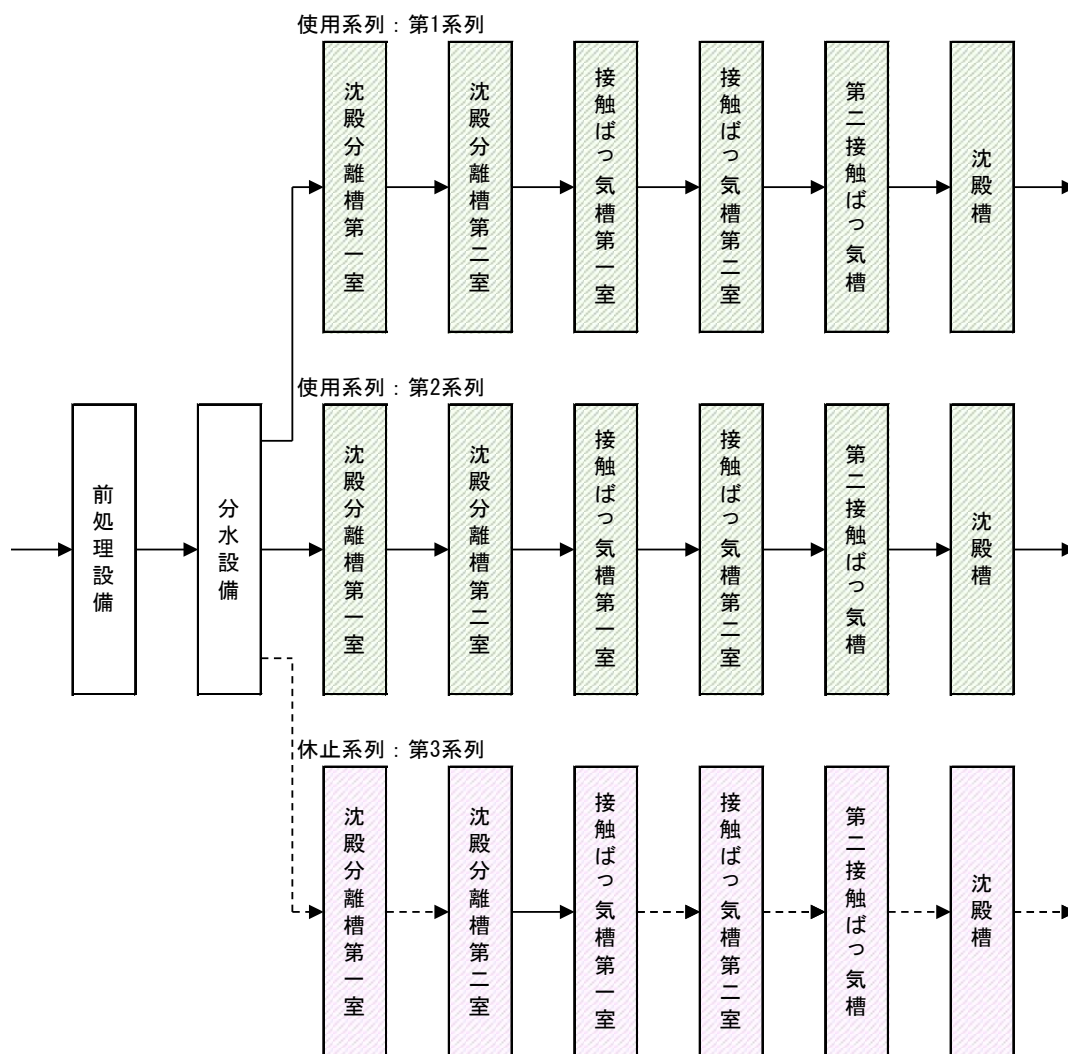 使用系列：第1系列
沈殿分離槽第一室
沈殿分離槽第二室
接触ばっ気槽第一室
接触ばっ気槽第二室
第二接触ばっ気槽
沈殿槽
前処理設備
分水設備
使用系列：第2系列
沈殿分離槽第一室
沈殿分離槽第二室
接触ばっ気槽第一室
接触ばっ気槽第二室
第二接触ばっ気槽
沈殿槽
休止系列：第3系列
沈殿分離槽第一室
沈殿分離槽第二室
接触ばっ気槽第一室
接触ばっ気槽第二室
第二接触ばっ気槽
沈殿槽